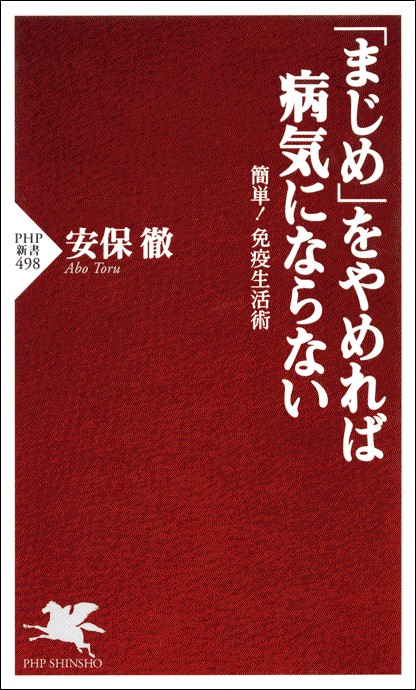 「まじめ」をやめれば
病気にならない
簡単！免疫生活術
安保 徹
Abo Toru
PHP
新書
498
PHP SHINSHO